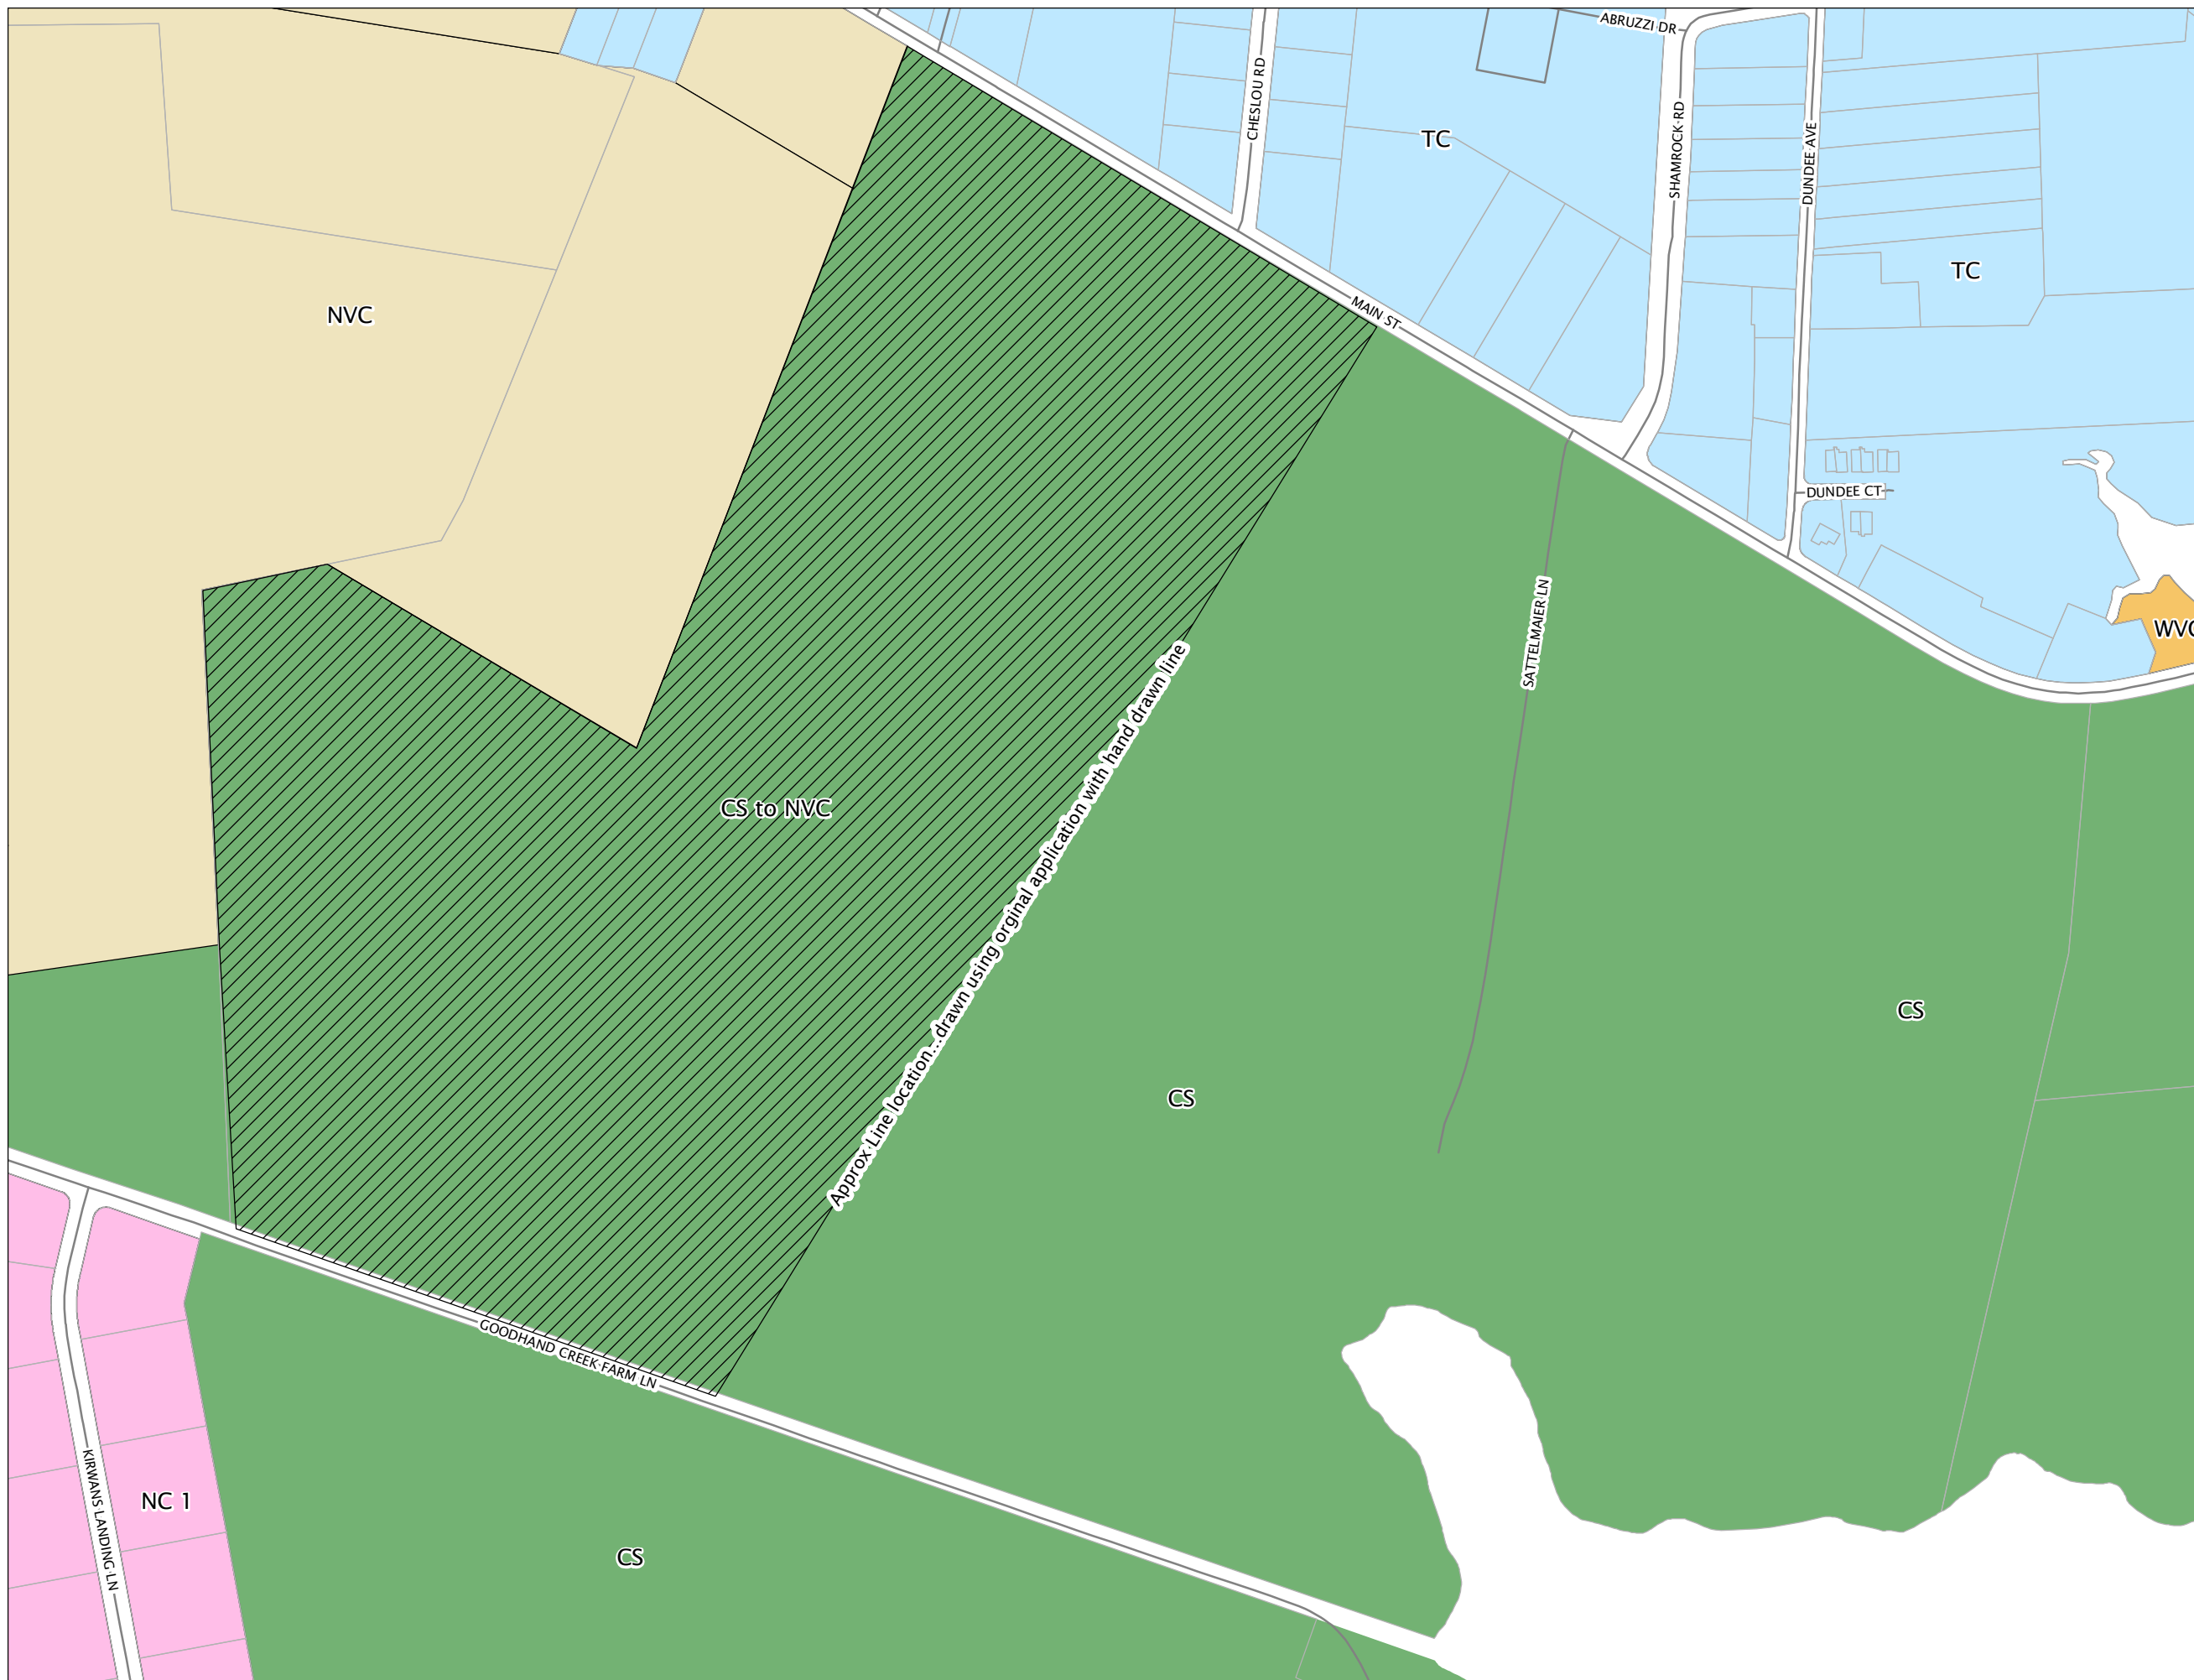 ABRUZZI DR
CHESLOU RD
TC
SHAMROCK RD
DUNDEE AVE
TC
NVC
MAIN ST
DUNDEE CT
WVC
SATTELMAIER LN
CS to NVC
Approx Line location...drawn using orginal application with hand drawn line
CS
CS
GOODHAND CREEK FARM LN
KIRWANS LANDING LN
NC 1
CS